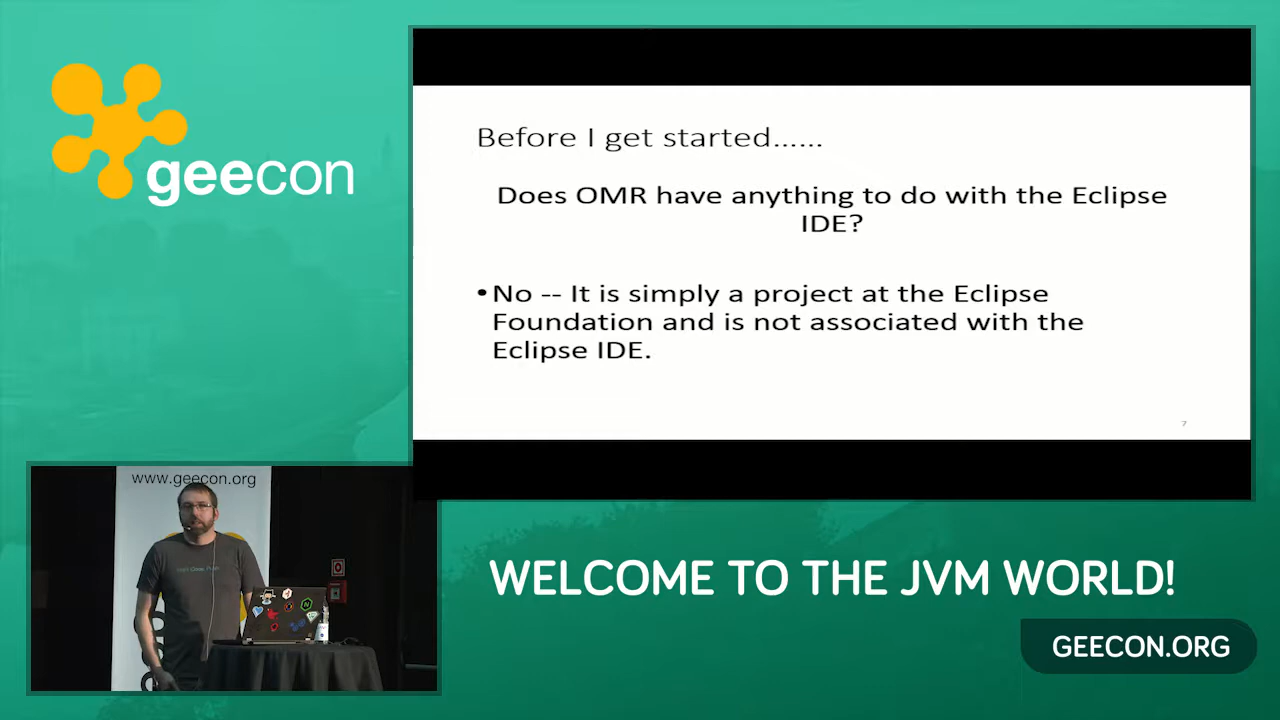 geecon
Before I get started......
Does OMR have anything to do with the Eclipse
IDE?
•No -- It is simply a project at the Eclipse
Foundation and is not associated with the
Eclipse IDE.
7
www.geecon.org
WELCOME TO THE JVM WORLD!
GEECON.ORG